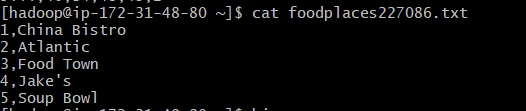 [hadoop@ip-172-31-48-80 ~]$ cat foodplaces227086.txt
1,China Bistro
2,Atlantic
3,Food Town
4,Jake's
5,Soup Bowl